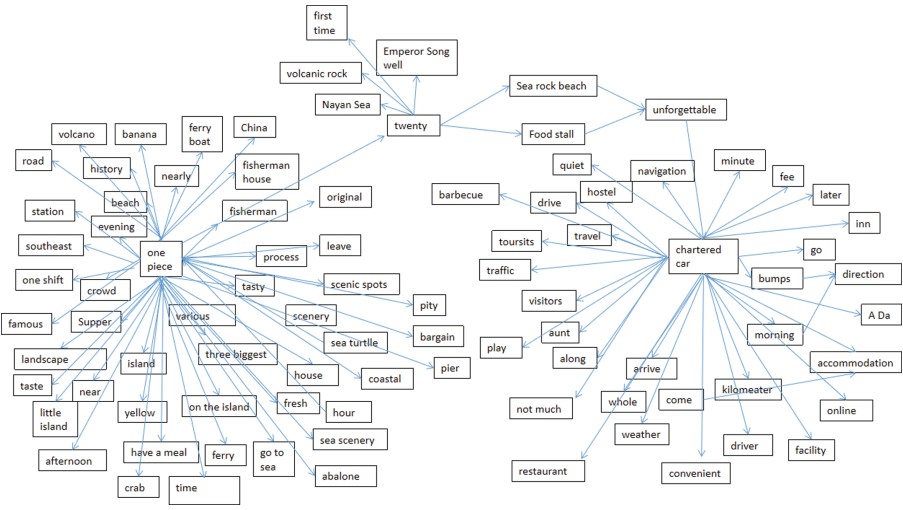 first
time
Emperor Song
well
volcanic rock
Nayan Sea
twenty
Sea rock beach
Food stall
unforgettable
volcano
banana
ferry
boat
China
road
history
nearly
fisherman
house
station
beach
evening
fisherman
original
southeast
one
piece
process
leave
one shift
crowd
tasty
scenic spots
famous
Supper
various
scenery
pity
bargain
landscape
island
three biggest
sea turtlle
pier
taste
near
house
coastal
little
island
yellow
on the island
fresh
hour
afternoon
have a meal
ferry
go to
sea
sea scenery
abalone
crab
time
quiet
navigation
minute
fee
barbecue
drive
hostel
later
inn
toursits
travel
chartered
car
go
traffic
bumps
direction
visitors
A Da
play
aunt
morning
along
arrive
accommodation
not much
whole
come
kilomeater
online
weather
driver
facility
restaurant
convenient